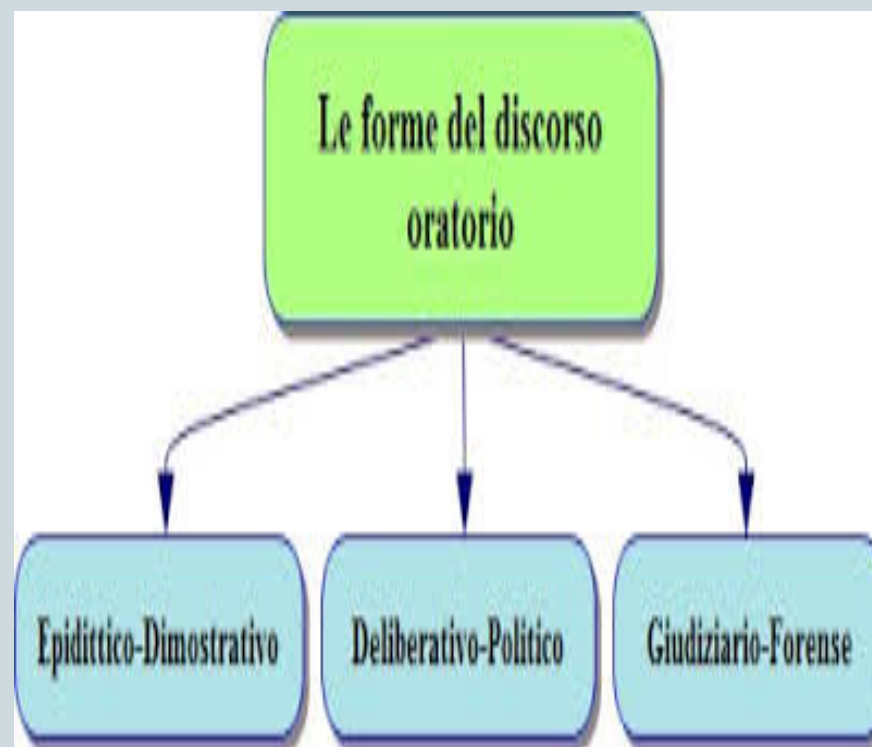 Le forme del discorso
oratorio
Epidittico-Dimostrativo
Deliberativo-Politico
Giudiziario-Forense